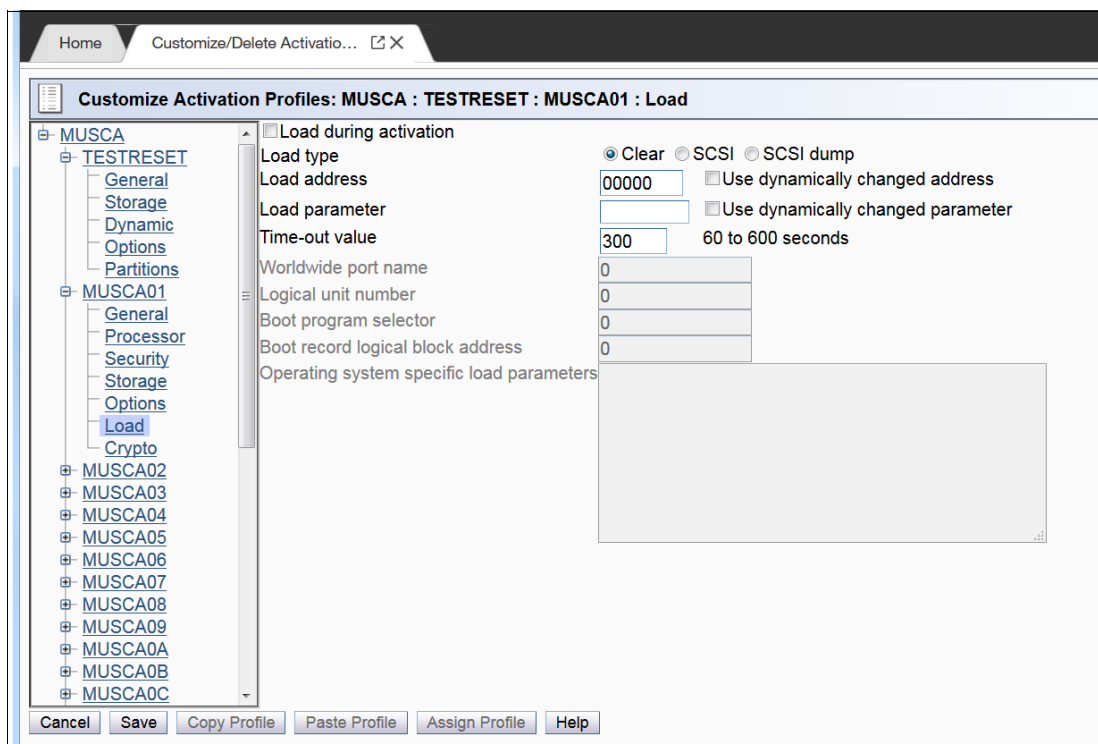 Home
Customize/Delete Activatio...
Customize Activation Profiles: MUSCA : TESTRESET : MUSCA01 : Load
MUSCA
TESTRESET
General
Storage
Dynamic
Options
Partitions
MUSCA01
General
Processor
Security
Storage
Options
Load
Crypto
MUSCA02
MUSCA03
MUSCA04
MUSCA05
MUSCA06
MUSCA07
MUSCA08
MUSCA09
MUSCA0A
MUSCA0B
MUSCA0C
Load during activation
Load type Clear SCSI SCSI dump
Load address 00000 Use dynamically changed address
Load parameter Use dynamically changed parameter
Time-out value 300 60 to 600 seconds
Worldwide port name 0
Logical unit number 0
Boot program selector 0
Boot record logical block address 0
Operating system specific load parameters
Cancel Save Copy Profile Paste Profile Assign Profile Help